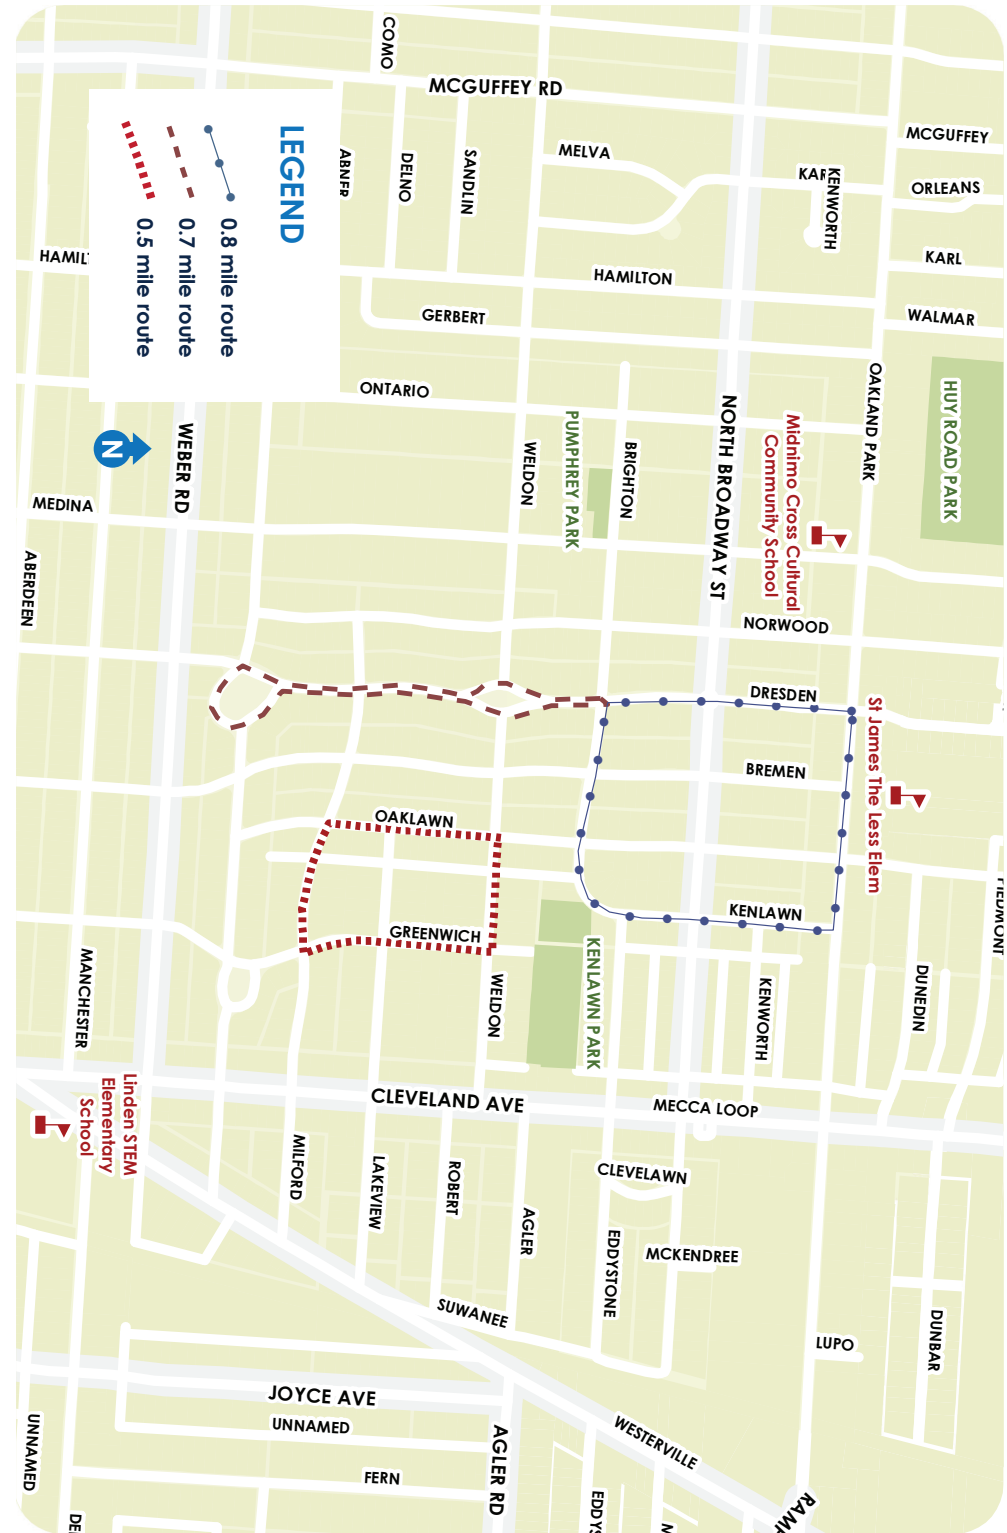 COMO
MCGUFFEY RD
MCGUFFEY
ORLEANS
KARL
WALMAR
KENWORTH
MELVA
SANDLIN
DELNO
ABNER
HAMILTON
GERBERT
ONTARIO
LEGEND
0.8 mile route
0.7 mile route
0.5 mile route
N
WEBER RD
MEDINA
ABERDEEN
WELDON
PUMPHREY PARK
BRIGHTON
NORTH BROADWAY ST
Midnimo Cross Cultural
Community School
OAKLAND PARK
HUY ROAD PARK
NORWOOD
DRESDEN
St James The Less Elem
BREMEN
OAKLAWN
KENLAWN
GREENWICH
KENLAWN PARK
WELDON
KENWORTH
DUNEDIN
MANCHESTER
Linden STEM
Elementary
School
CLEVELAND AVE
MECCA LOOP
MILFORD
LAKEVIEW
ROBERT
AGLER
CLEVELAWN
EDDYSTONE
MCKENDREE
SUWANEE
LUPO
DUNBAR
JOYCE AVE
UNNAMED
UNNAMED
FERN
AGLER RD
WESTERVILLE